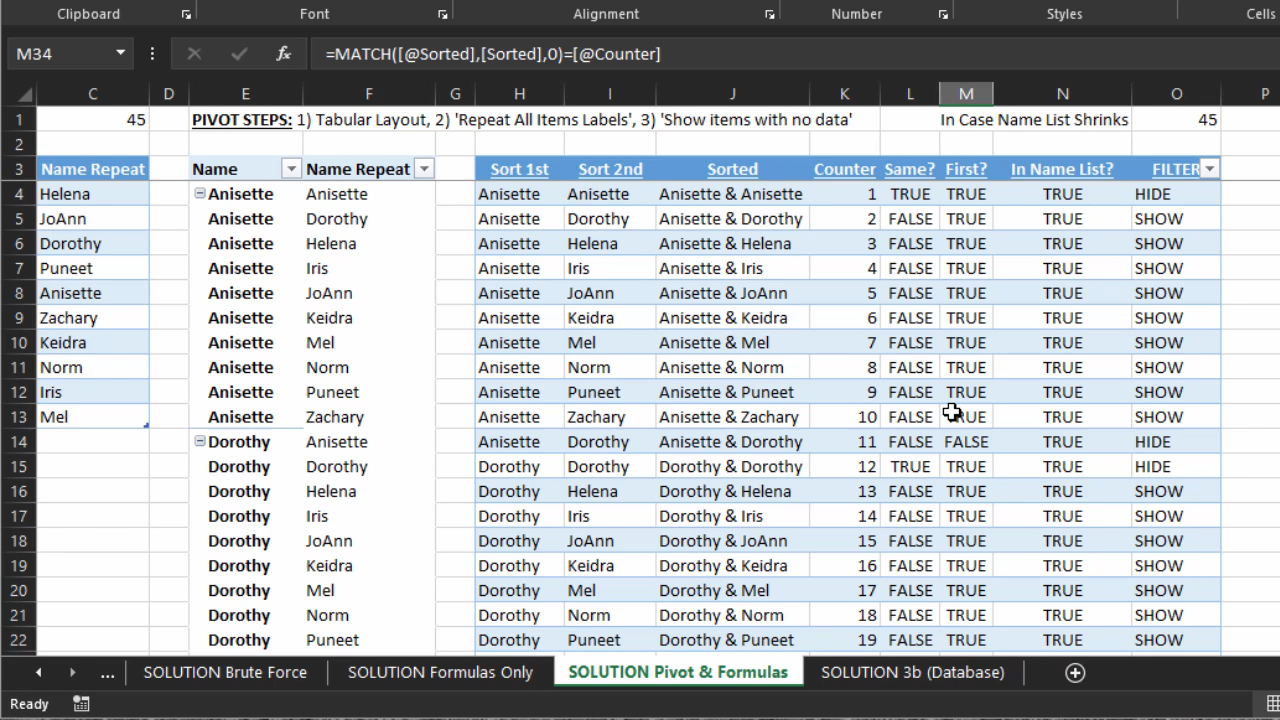 Clipboard Font Alignment Number Styles Cells
M34 fx =MATCH([@Sorted],[Sorted],0)=[@Counter]
C D E F G H I J K L M N O P
1 45 PIVOT STEPS: 1) Tabular Layout, 2) 'Repeat All Items Labels', 3) 'Show items with no data' In Case Name List Shrinks 45
2
3 Name Repeat Name Name Repeat Sort 1st Sort 2nd Sorted Counter Same? First? In Name List? FILTER
4 Helena Anisette Anisette Anisette Anisette Anisette & Anisette 1 TRUE TRUE TRUE HIDE
5 JoAnn Anisette Dorothy Anisette Dorothy Anisette & Dorothy 2 FALSE TRUE TRUE SHOW
6 Dorothy Anisette Helena Anisette Helena Anisette & Helena 3 FALSE TRUE TRUE SHOW
7 Puneet Anisette Iris Anisette Iris Anisette & Iris 4 FALSE TRUE TRUE SHOW
8 Anisette Anisette JoAnn Anisette JoAnn Anisette & JoAnn 5 FALSE TRUE TRUE SHOW
9 Zachary Anisette Keidra Anisette Keidra Anisette & Keidra 6 FALSE TRUE TRUE SHOW
10 Keidra Anisette Mel Anisette Mel Anisette & Mel 7 FALSE TRUE TRUE SHOW
11 Norm Anisette Norm Anisette Norm Anisette & Norm 8 FALSE TRUE TRUE SHOW
12 Iris Anisette Puneet Anisette Puneet Anisette & Puneet 9 FALSE TRUE TRUE SHOW
13 Mel Anisette Zachary Anisette Zachary Anisette & Zachary 10 FALSE TRUE TRUE SHOW
14 Dorothy Anisette Anisette Dorothy Anisette & Dorothy 11 FALSE FALSE TRUE HIDE
15 Dorothy Dorothy Dorothy Dorothy Dorothy & Dorothy 12 TRUE TRUE TRUE HIDE
16 Dorothy Helena Dorothy Helena Dorothy & Helena 13 FALSE TRUE TRUE SHOW
17 Dorothy Iris Dorothy Iris Dorothy & Iris 14 FALSE TRUE TRUE SHOW
18 Dorothy JoAnn Dorothy JoAnn Dorothy & JoAnn 15 FALSE TRUE TRUE SHOW
19 Dorothy Keidra Dorothy Keidra Dorothy & Keidra 16 FALSE TRUE TRUE SHOW
20 Dorothy Mel Dorothy Mel Dorothy & Mel 17 FALSE TRUE TRUE SHOW
21 Dorothy Norm Dorothy Norm Dorothy & Norm 18 FALSE TRUE TRUE SHOW
22 Dorothy Puneet Dorothy Puneet Dorothy & Puneet 19 FALSE TRUE TRUE SHOW
... SOLUTION Brute Force SOLUTION Formulas Only SOLUTION Pivot & Formulas SOLUTION 3b (Database)
Ready